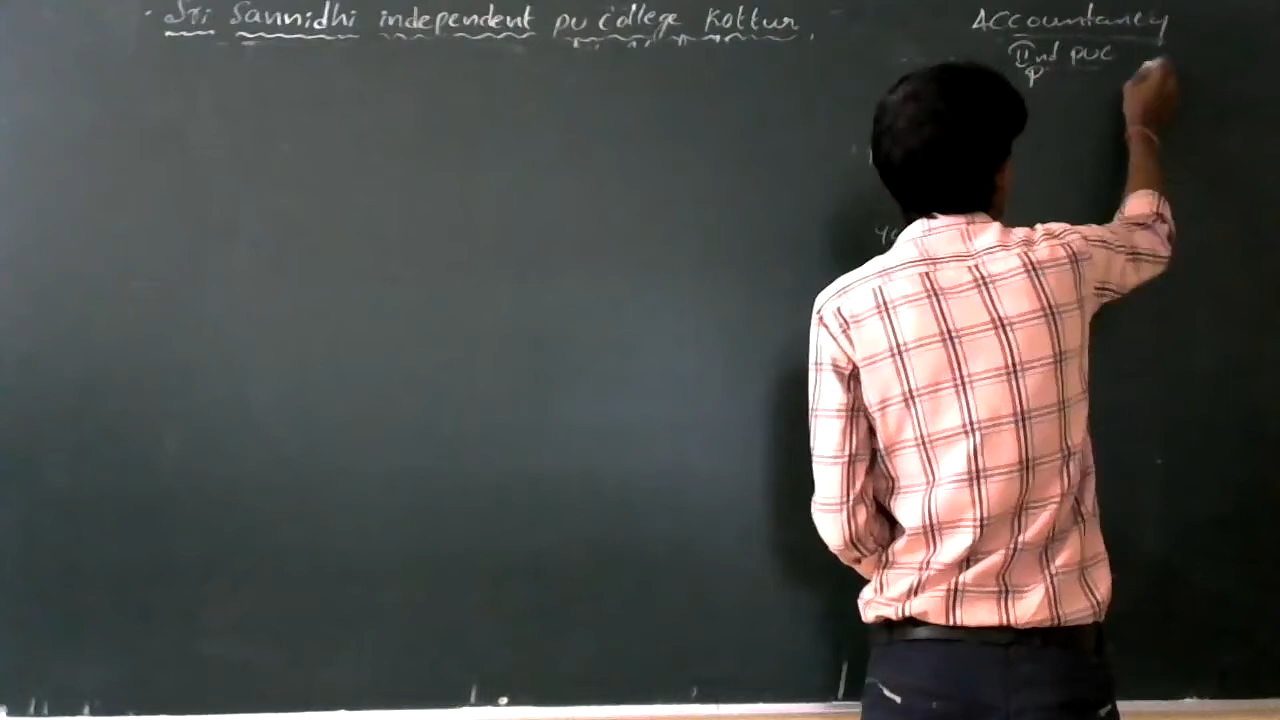 Sri Sannidhi independent pu college Kottur
Accountancy
IInd puc